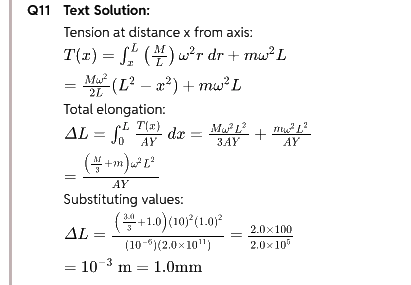 Q11 Text Solution:
Tension at distance x from axis:
T(x) = ∫ₓᴸ (M/L) ω²r dr + mω²L
= Mω²/2L (L² − x²) + mω²L
Total elongation:
ΔL = ∫₀ᴸ T(x)/AY dx = Mω²L²/3AY + mω²L²/AY
= (M/3 +m)ω²L²/AY
Substituting values:
ΔL = (3.0/3 +1.0)(10)²(1.0)²/(10⁻⁶)(2.0×10¹¹) = 2.0×100/2.0×10⁵
= 10⁻³ m = 1.0mm